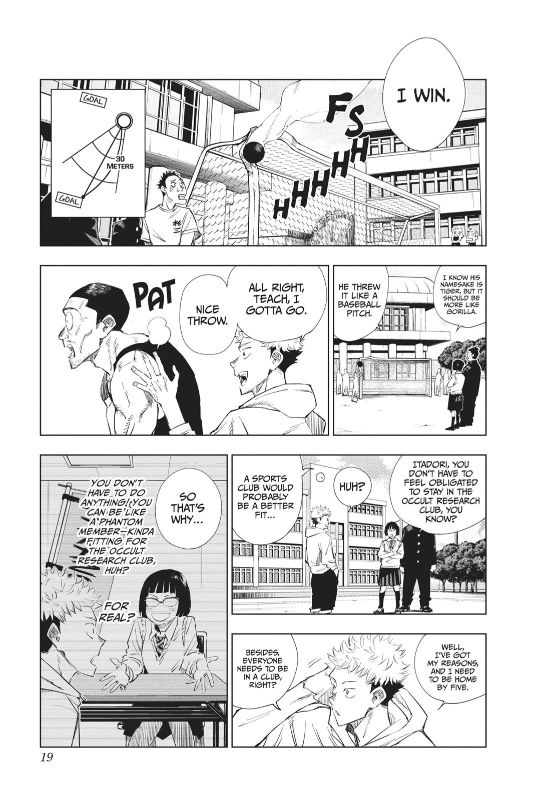 I WIN.
FSHHHHHH
GOAL
30
METERS
GOAL
I KNOW HIS
NAMESAKE IS
TIGER, BUT IT
SHOULD BE
MORE LIKE
GORILLA.
HE THREW
IT LIKE A
BASEBALL
PITCH.
ALL RIGHT,
TEACH, I
GOTTA GO.
NICE
THROW.
PAT
ITADORI, YOU
DON'T HAVE TO
FEEL OBLIGATED
TO STAY IN THE
OCCULT RESEARCH
CLUB, YOU
KNOW?
HUH?
A SPORTS
CLUB WOULD
PROBABLY
BE A BETTER
FIT...
WELL,
I'VE GOT
MY REASONS,
AND I NEED
TO BE HOME
BY FIVE.
BESIDES,
EVERYONE
NEEDS TO BE
IN A CLUB,
RIGHT?
SO
THAT'S
WHY...
YOU DON'T
HAVE TO DO
ANYTHING! YOU
CAN BE LIKE
A PHANTOM
MEMBER—KINDA
FITTING FOR
THE OCCULT
RESEARCH CLUB,
HUH?
FOR
REAL?
19